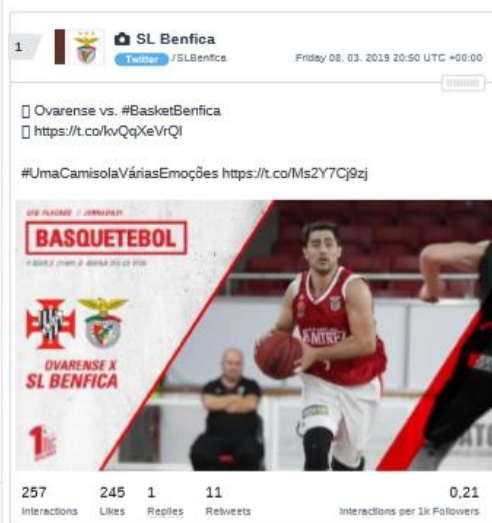 1
SL Benfica
Twitter /SLBenfica
Friday 08. 03. 2019 20:50 UTC +00:00
Ovarense vs. #BasketBenfica
https://t.co/kvQqXeVrQl
#UmaCamisolaVáriasEmoções https://t.co/Ms2Y7Cj9zj
BASQUETEBOL
OVARENSE X
SL BENFICA
257
Interactions
245
Likes
1
Replies
11
Retweets
0,21
Interactions per 1k Followers